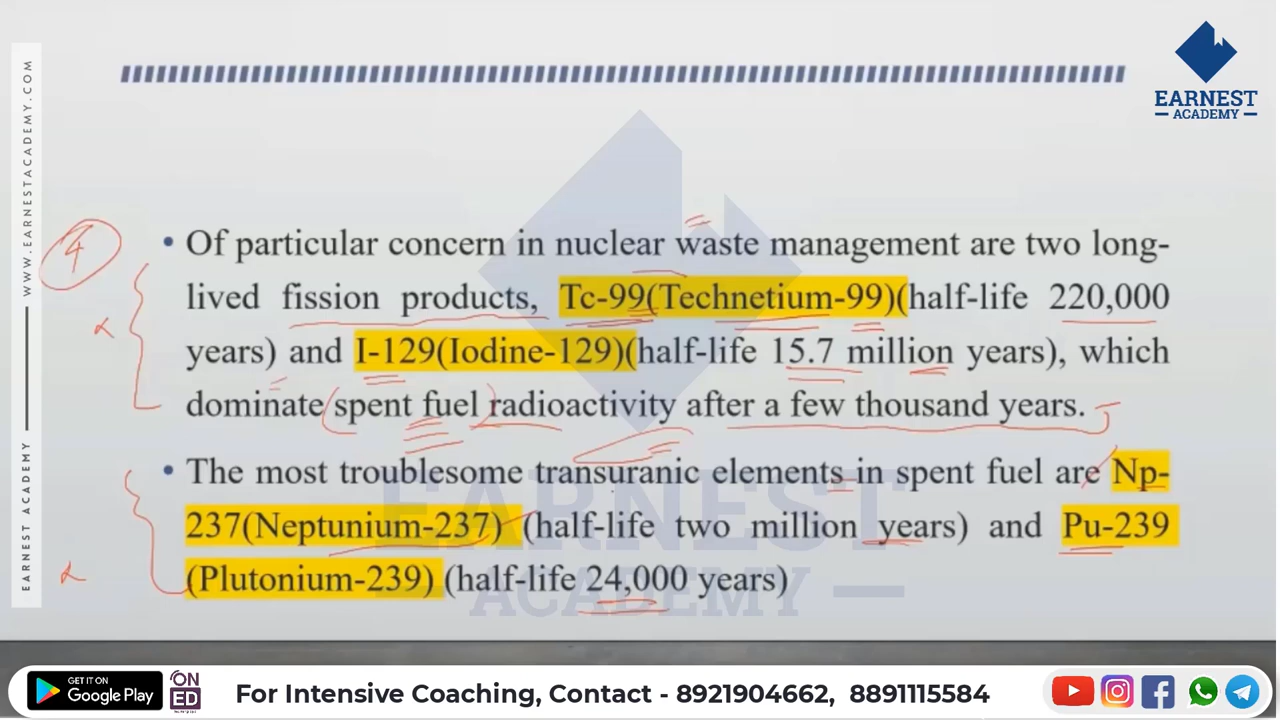 EARNEST
ACADEMY
WWW.EARNESTACADEMY.COM
EARNEST ACADEMY
4
• Of particular concern in nuclear waste management are two long-
lived fission products, Tc-99(Technetium-99)(half-life 220,000
years) and I-129(Iodine-129)(half-life 15.7 million years), which
dominate spent fuel radioactivity after a few thousand years.
• The most troublesome transuranic elements in spent fuel are Np-
237(Neptunium-237) (half-life two million years) and Pu-239
(Plutonium-239) (half-life 24,000 years)
EARNEST
ACADEMY
GET IT ON
Google Play
ON
ED
For Intensive Coaching, Contact - 8921904662, 8891115584